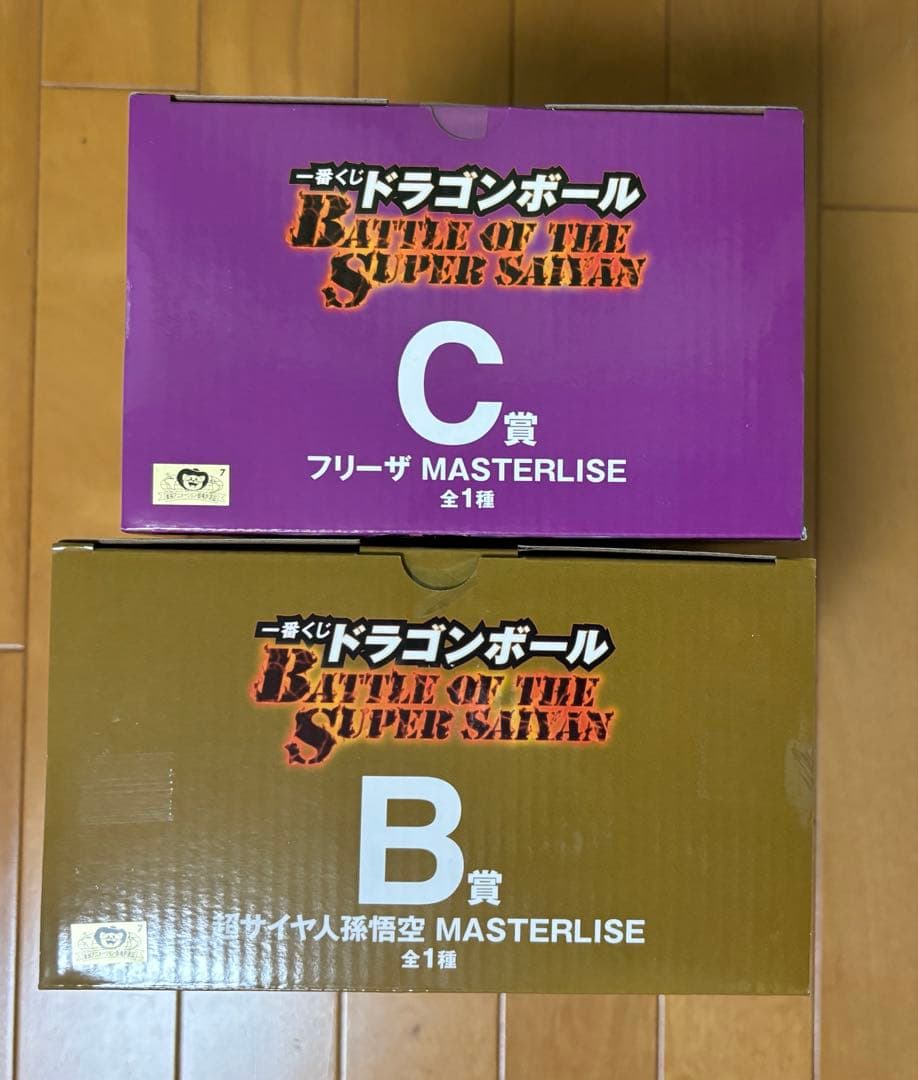 一番くじ ドラゴンボール
BATTLE OF THE
SUPER SAIYAN
C賞
フリーザ MASTERLISE
全1種
7
一番くじ ドラゴンボール
BATTLE OF THE
SUPER SAIYAN
B賞
超サイヤ人孫悟空 MASTERLISE
全1種
7